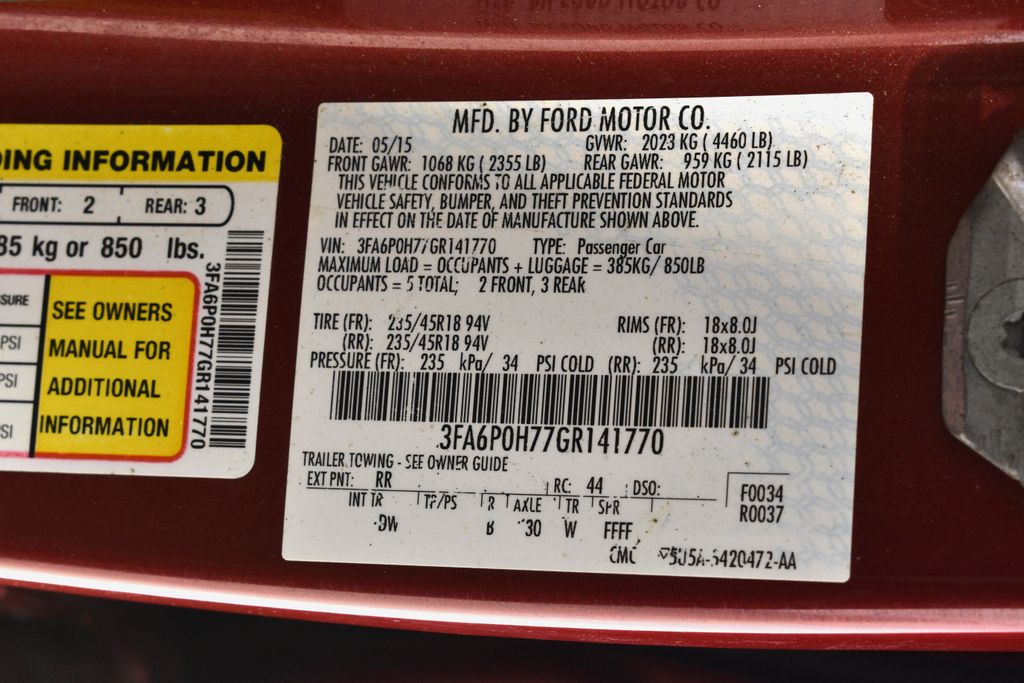 DING INFORMATION
FRONT: 2 REAR: 3
85 kg or 850 lbs.
SURE
PSI
PSI
SI
SEE OWNERS
MANUAL FOR
ADDITIONAL
INFORMATION
3FA6P0H77GR141770
MFD. BY FORD MOTOR CO.
DATE: 05/15 GVWR: 2023 KG ( 4460 LB)
FRONT GAWR: 1068 KG ( 2355 LB) REAR GAWR: 959 KG ( 2115 LB)
THIS VEHICLE CONFORMS TO ALL APPLICABLE FEDERAL MOTOR
VEHICLE SAFETY, BUMPER, AND THEFT PREVENTION STANDARDS
IN EFFECT ON THE DATE OF MANUFACTURE SHOWN ABOVE.
VIN: 3FA6P0H77GR141770 TYPE: Passenger Car
MAXIMUM LOAD = OCCUPANTS + LUGGAGE = 385KG/ 850LB
OCCUPANTS = 5 TOTAL; 2 FRONT, 3 REAR
TIRE (FR): 235/45R18 94V RIMS (FR): 18x8.0J
(RR): 235/45R18 94V (RR): 18x8.0J
PRESSURE (FR): 235 kPa/ 34 PSI COLD (RR): 235 kPa/ 34 PSI COLD
3FA6P0H77GR141770
TRAILER TOWING - SEE OWNER GUIDE
EXT PNT: RR RC: 44 DSO:
INT TR TP/PS R AXLE TR SPR
F0034
R0037
DW B 30 W FFFF
CMC 5U5A-5420472-AA